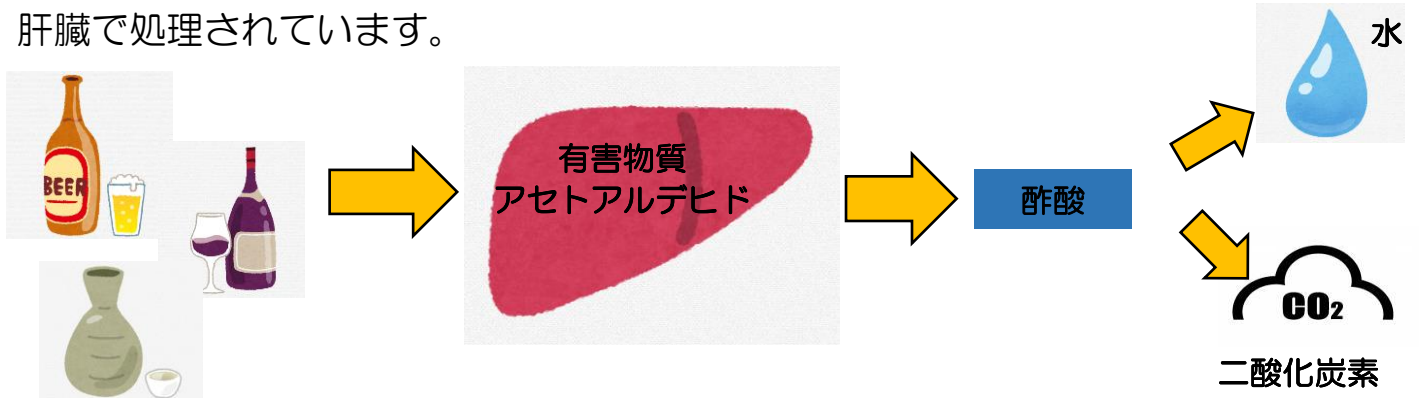 肝臓で処理されています。
水
BEER
有害物質
アセトアルデヒド
酢酸
CO₂
二酸化炭素